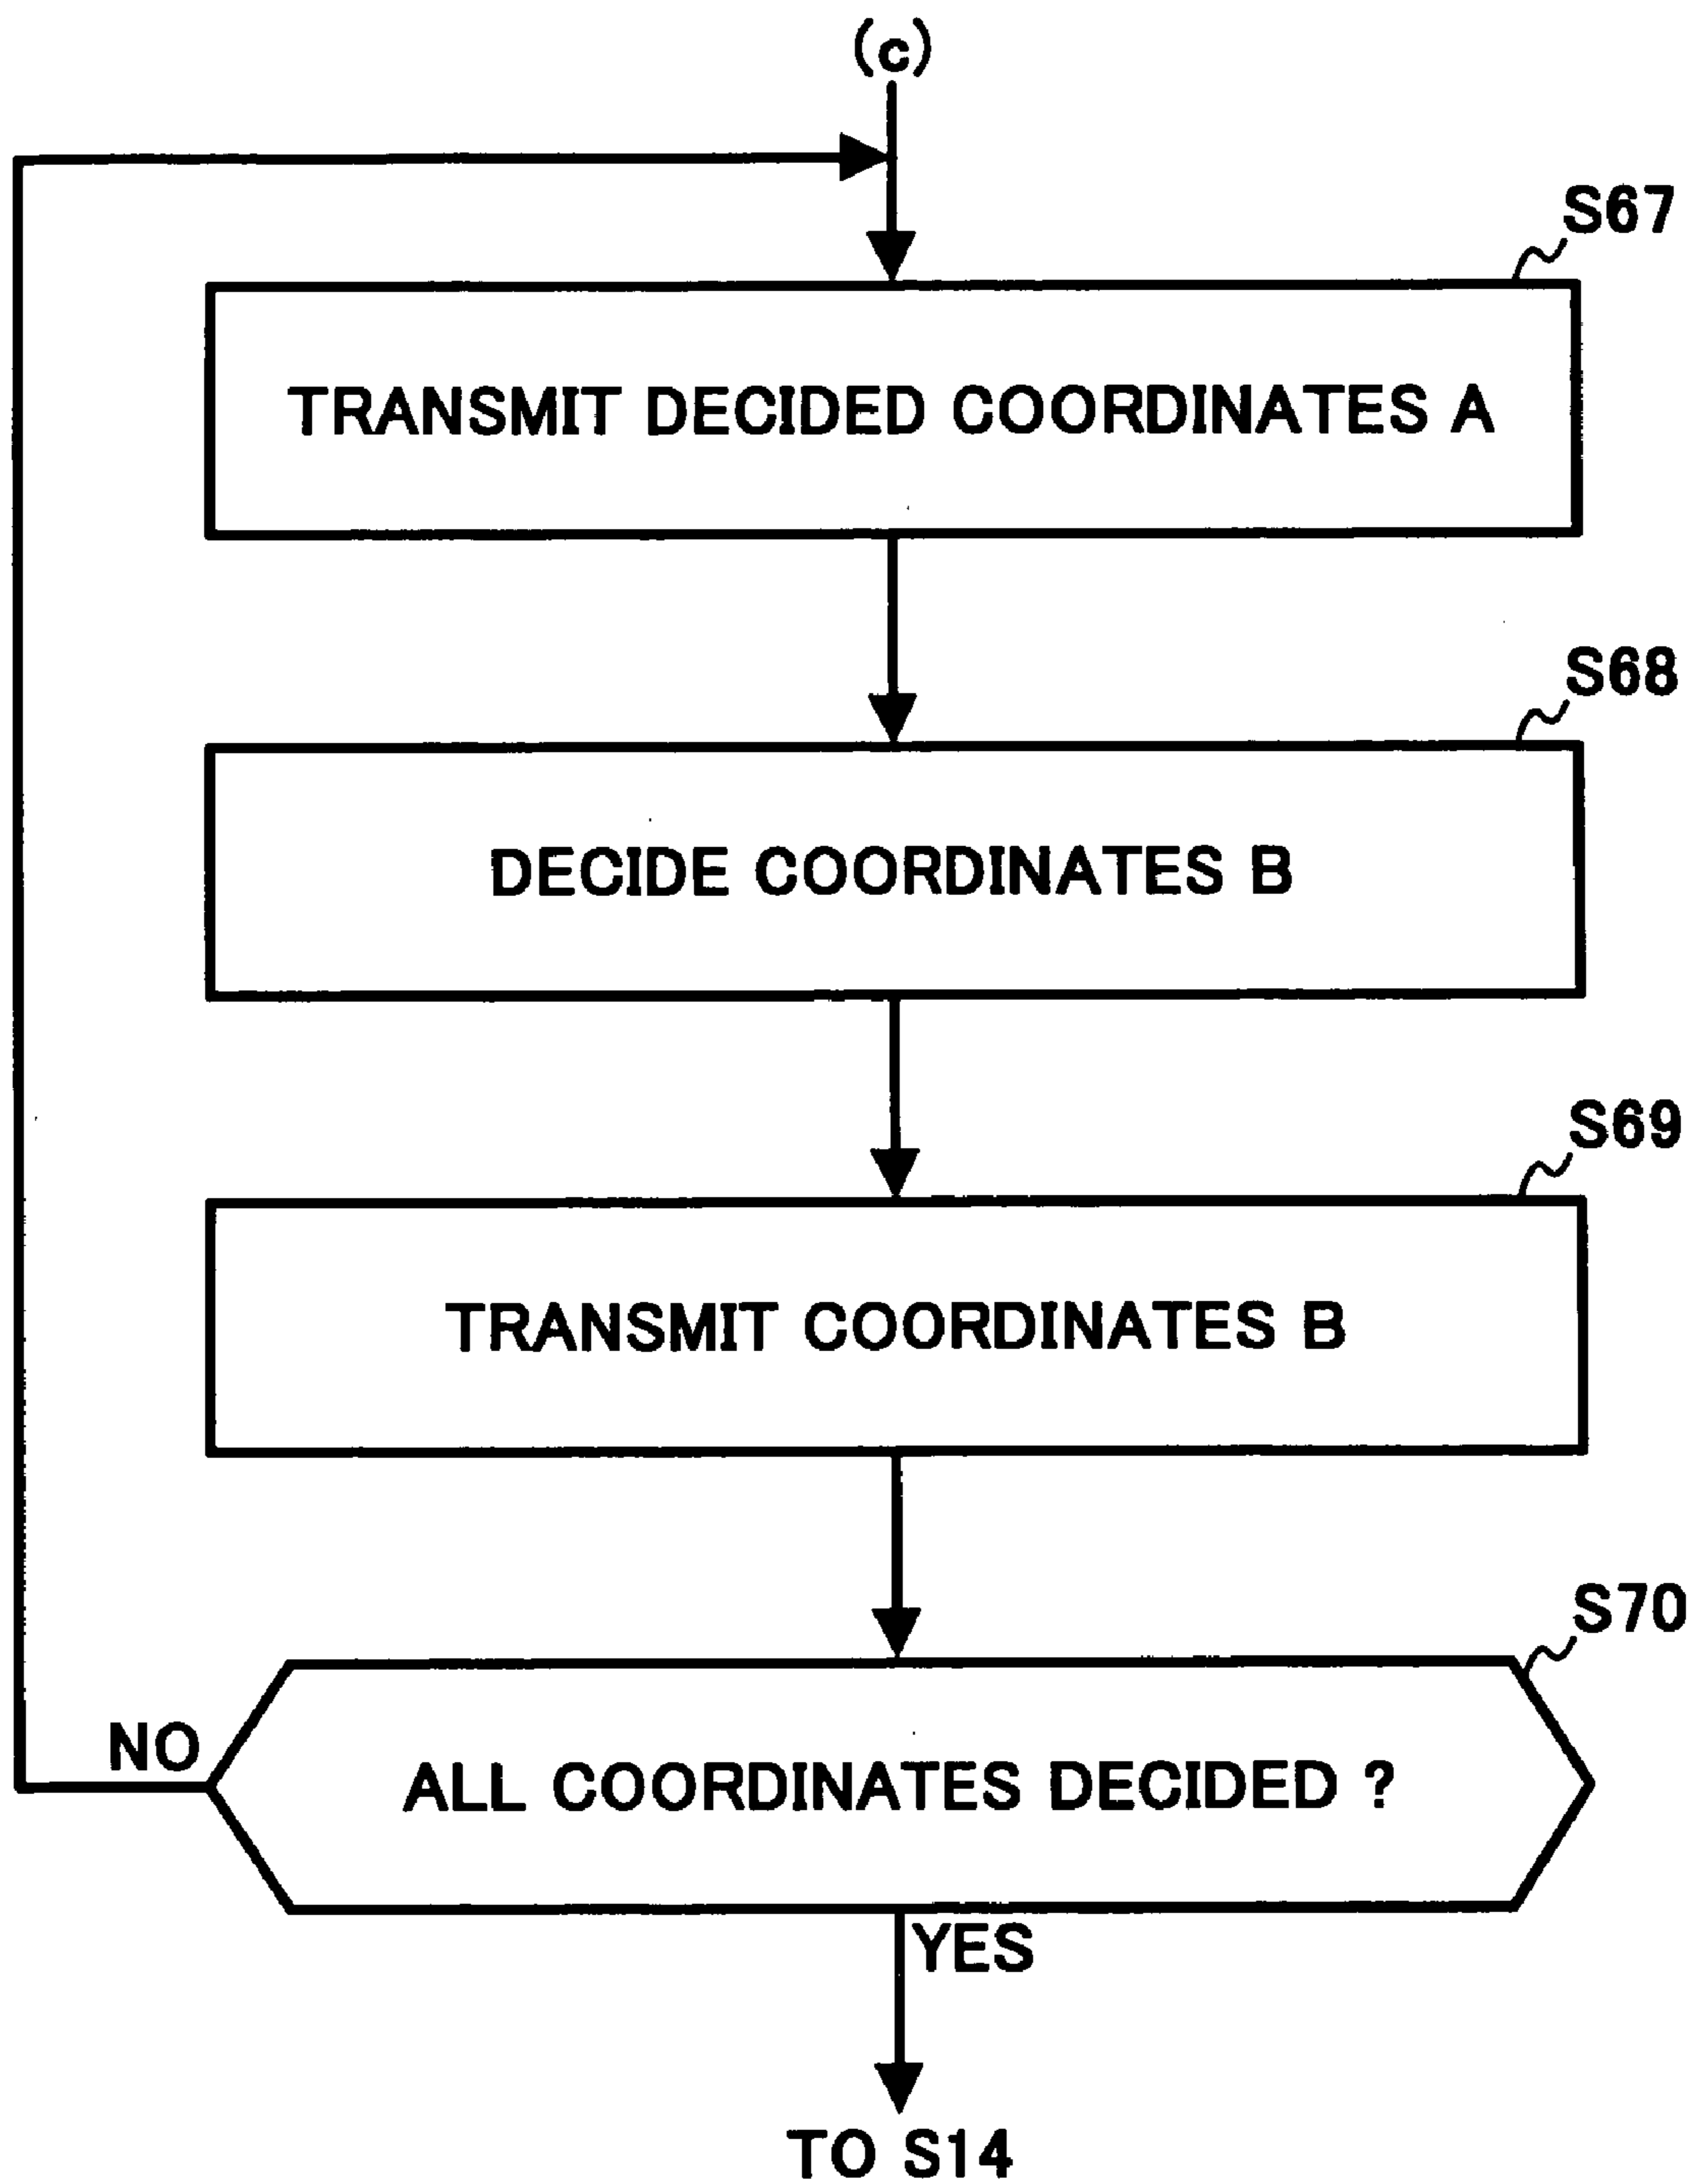 (c)
S67
TRANSMIT DECIDED COORDINATES A
S68
DECIDE COORDINATES B
S69
TRANSMIT COORDINATES B
S70
NO
ALL COORDINATES DECIDED ?
YES
TO S14